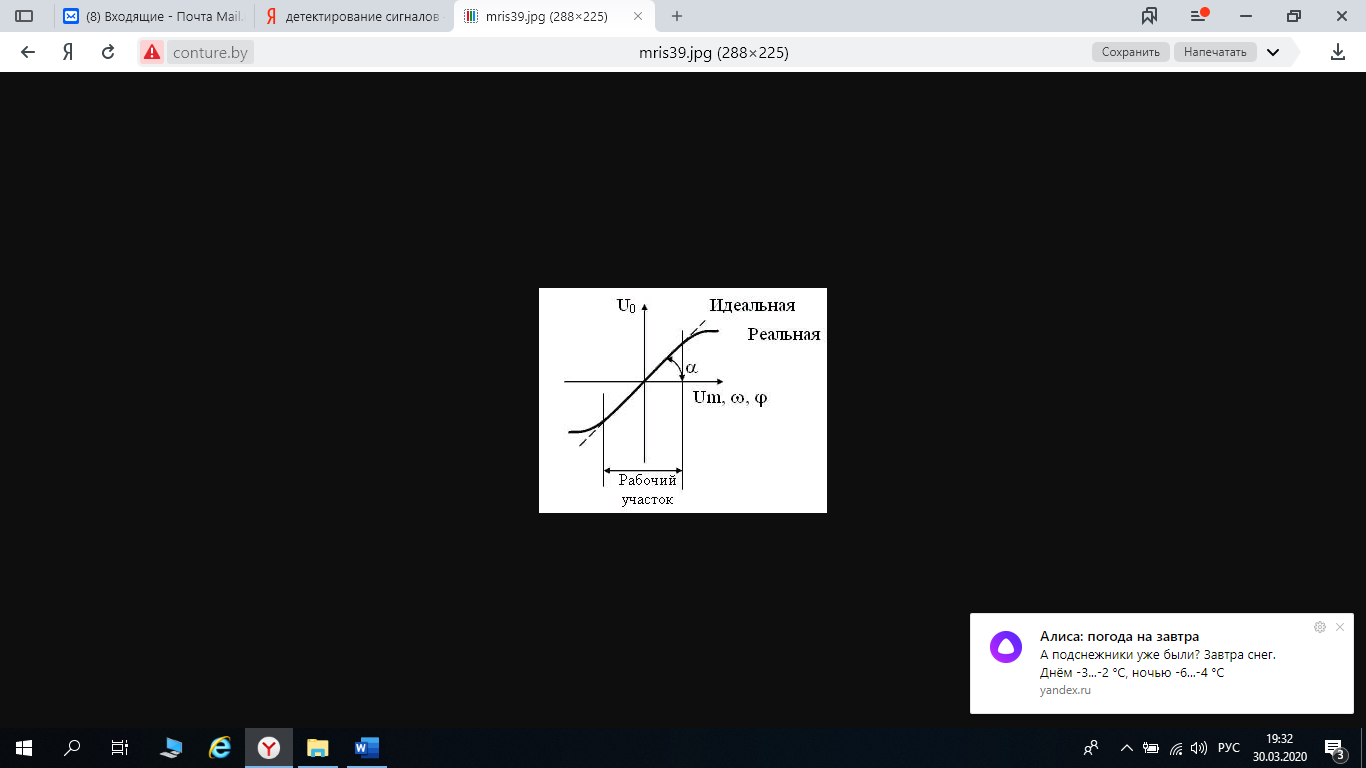 (8) Входящие - Почта Mail.
детектирование сигналов
mris39.jpg (288×225)
conture.by
mris39.jpg (288×225)
Сохранить
Напечатать
U0
Идеальная
Реальная
α
Um, ω, φ
Рабочий
участок
Алиса: погода на завтра
А подснежники уже были? Завтра снег.
Днём -3...-2 °C, ночью -6...-4 °C
yandex.ru
РУС
19:32
30.03.2020
3